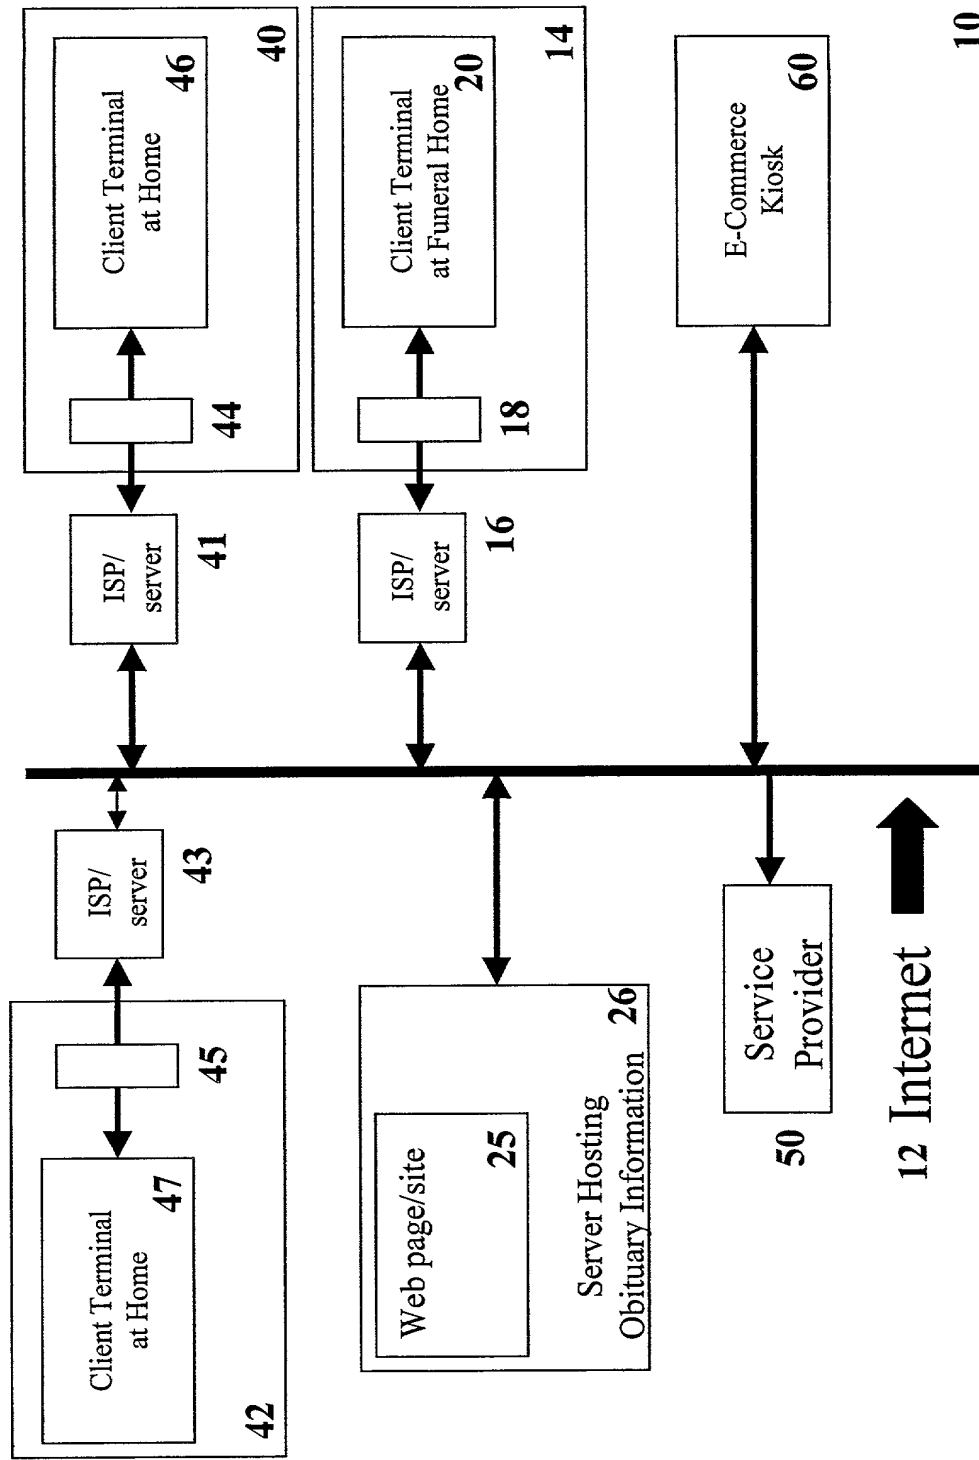 Client Terminal
at Home
46
44
40
ISP/
server
41
Client Terminal
at Funeral Home
20
18
14
ISP/
server
16
E-Commerce
Kiosk
60
10
ISP/
server
43
Client Terminal
at Home
47
45
42
Web page/site
25
Server Hosting
Obituary Information
26
Service
Provider
50
12 Internet